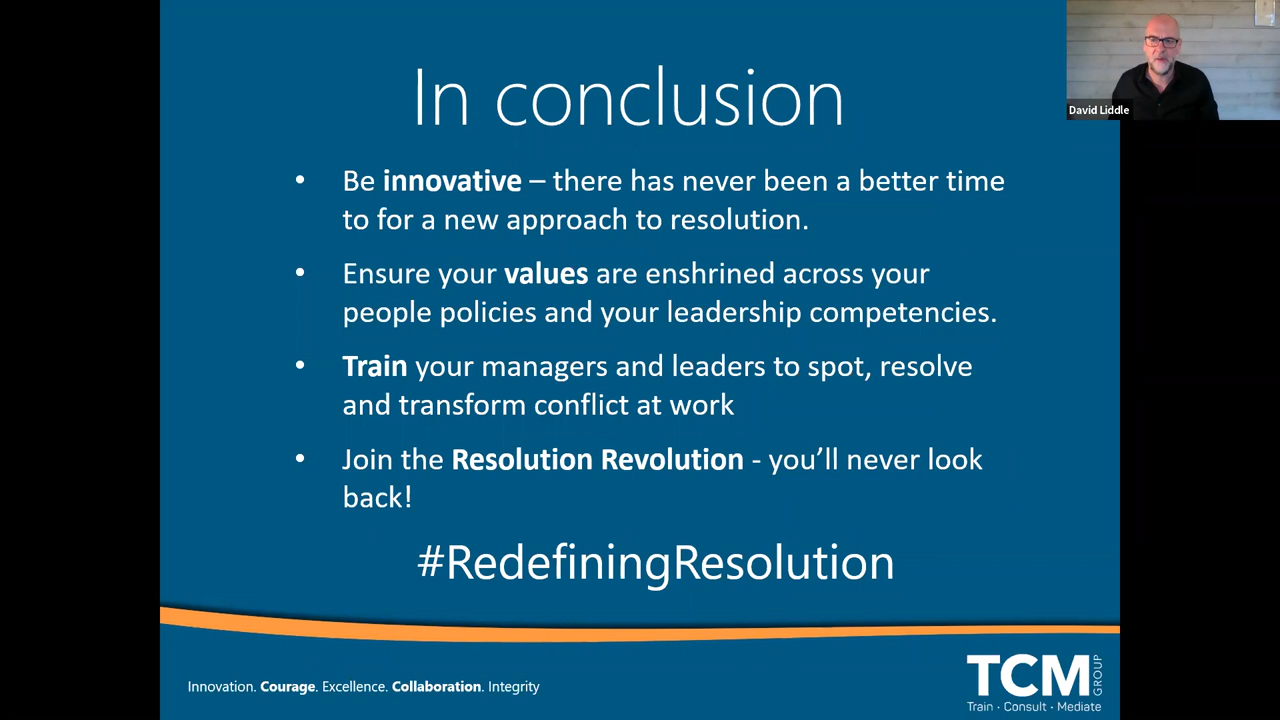 In conclusion
David Liddle
• Be innovative – there has never been a better time
to for a new approach to resolution.
• Ensure your values are enshrined across your
people policies and your leadership competencies.
• Train your managers and leaders to spot, resolve
and transform conflict at work
• Join the Resolution Revolution - you’ll never look
back!
#RedefiningResolution
Innovation. Courage. Excellence. Collaboration. Integrity
TCM GROUP
Train · Consult · Mediate